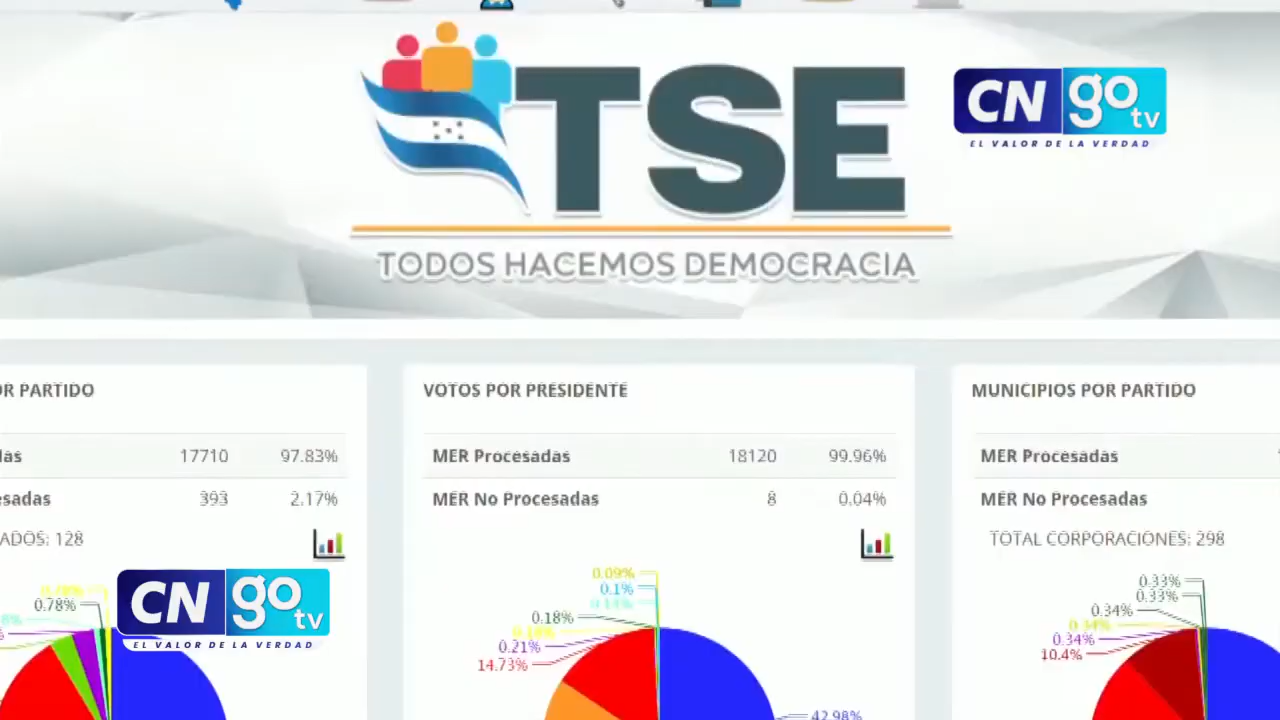 TSE
CN go tv
EL VALOR DE LA VERDAD
TODOS HACEMOS DEMOCRACIA
OR PARTIDO
das 17710 97.83%
esadas 393 2.17%
ADOS: 128
0.78%
CN go tv
EL VALOR DE LA VERDAD
VOTOS POR PRESIDENTE
MER Procesadas 18120 99.96%
MER No Procesadas 8 0.04%
0.09%
0.1%
0.18%
0.21%
14.73%
42.98%
MUNICIPIOS POR PARTIDO
MER Procesadas
MER No Procesadas
TOTAL CORPORACIONES: 298
0.33%
0.33%
0.34%
0.34%
0.34%
10.4%